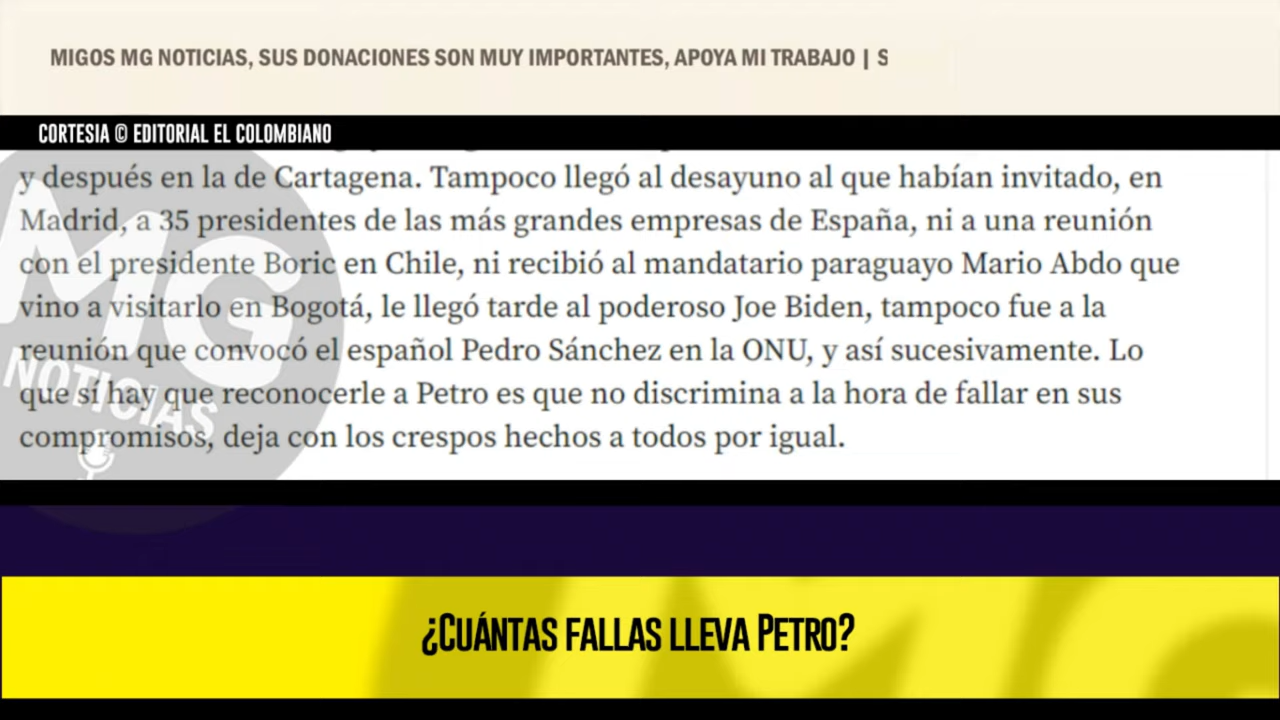 MIGOS MG NOTICIAS, SUS DONACIONES SON MUY IMPORTANTES, APOYA MI TRABAJO | S
CORTESIA © EDITORIAL EL COLOMBIANO
y después en la de Cartagena. Tampoco llegó al desayuno al que habían invitado, en
Madrid, a 35 presidentes de las más grandes empresas de España, ni a una reunión
con el presidente Boric en Chile, ni recibió al mandatario paraguayo Mario Abdo que
vino a visitarlo en Bogotá, le llegó tarde al poderoso Joe Biden, tampoco fue a la
reunión que convocó el español Pedro Sánchez en la ONU, y así sucesivamente. Lo
que sí hay que reconocerle a Petro es que no discrimina a la hora de fallar en sus
compromisos, deja con los crespos hechos a todos por igual.
MG
NOTICIAS
¿CUÁNTAS FALLAS LLEVA PETRO?